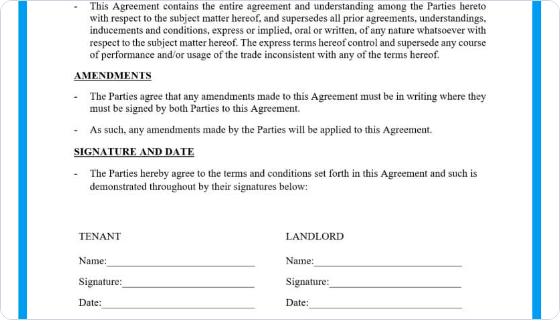 - This Agreement contains the entire agreement and understanding among the Parties hereto
with respect to the subject matter hereof, and supersedes all prior agreements, understandings,
inducements and conditions, express or implied, oral or written, of any nature whatsoever with
respect to the subject matter hereof. The express terms hereof control and supersede any course
of performance and/or usage of the trade inconsistent with any of the terms hereof.
AMENDMENTS
- The Parties agree that any amendments made to this Agreement must be in writing where they
must be signed by both Parties to this Agreement.
- As such, any amendments made by the Parties will be applied to this Agreement.
SIGNATURE AND DATE
- The Parties hereby agree to the terms and conditions set forth in this Agreement and such is
demonstrated throughout by their signatures below:
TENANT
Name:
Signature:
Date:
LANDLORD
Name:
Signature:
Date: